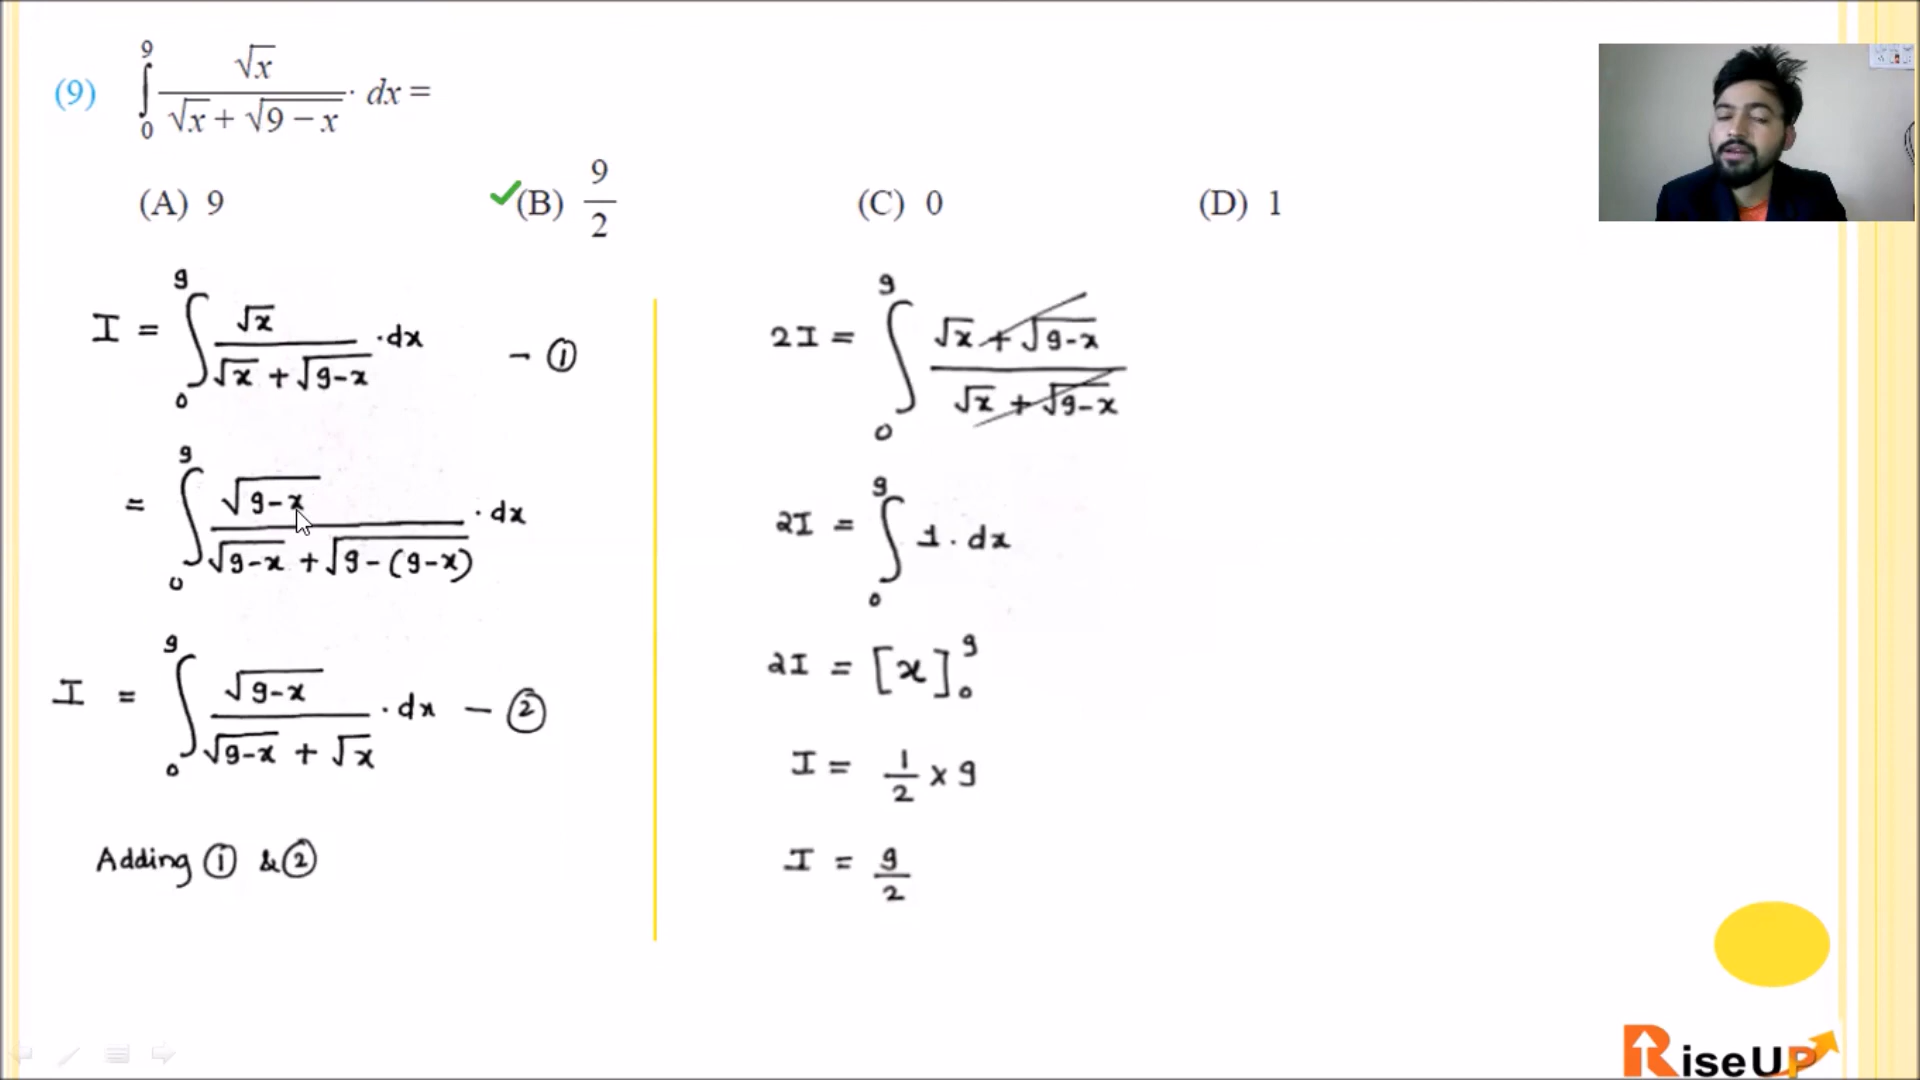 (9) ∫₀⁹ √x / (√x + √(9 − x)) · dx =
(A) 9 (B) 9/2 (C) 0 (D) 1
I = ∫₀⁹ √x / (√x + √(9-x)) · dx – ①
= ∫₀⁹ √(9-x) / (√(9-x) + √(9-(9-x))) · dx
I = ∫₀⁹ √(9-x) / (√(9-x) + √x) · dx – ②
Adding ① & ②
2I = ∫₀⁹ (√x + √(9-x)) / (√x + √(9-x))
2I = ∫₀⁹ 1 · dx
2I = [x]₀⁹
I = 1/2 × 9
I = 9/2
RiseUP